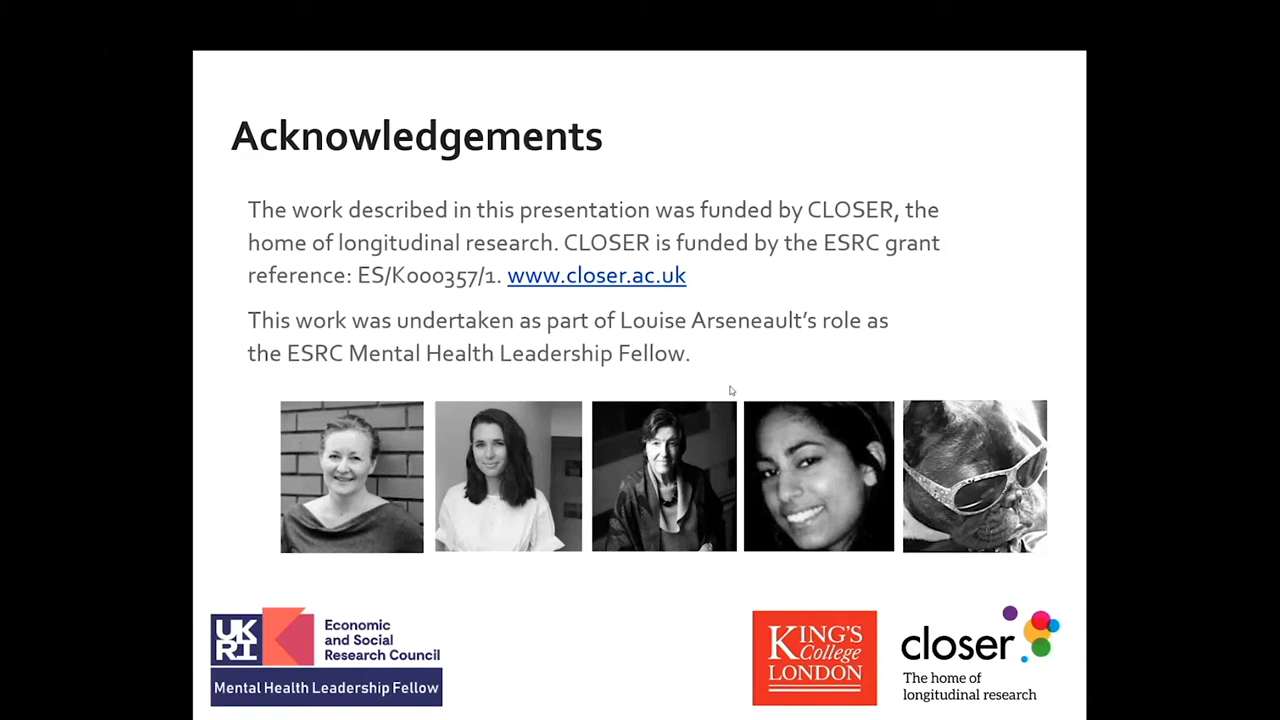 Acknowledgements
The work described in this presentation was funded by CLOSER, the
home of longitudinal research. CLOSER is funded by the ESRC grant
reference: ES/K000357/1. www.closer.ac.uk
This work was undertaken as part of Louise Arseneault’s role as
the ESRC Mental Health Leadership Fellow.
UK
RI
Economic
and Social
Research Council
Mental Health Leadership Fellow
KING'S
College
LONDON
closer
The home of
longitudinal research